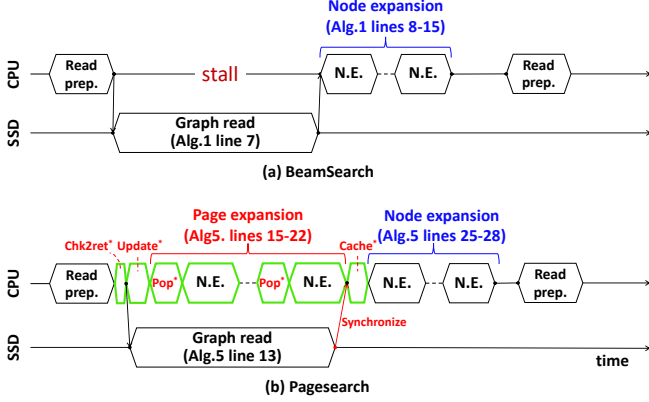 Node expansion
(Alg.1 lines 8-15)
CPU
Read
prep.
stall
N.E.
N.E.
Read
prep.
SSD
Graph read
(Alg.1 line 7)
(a) BeamSearch
Page expansion
(Alg5. lines 15-22)
Node expansion
(Alg.5 lines 25-28)
Chk2ret*
Update*
Cache*
CPU
Read
prep.
Pop*
N.E.
Pop*
N.E.
N.E.
N.E.
Read
prep.
Synchronize
SSD
Graph read
(Alg.5 line 13)
time
(b) Pagesearch